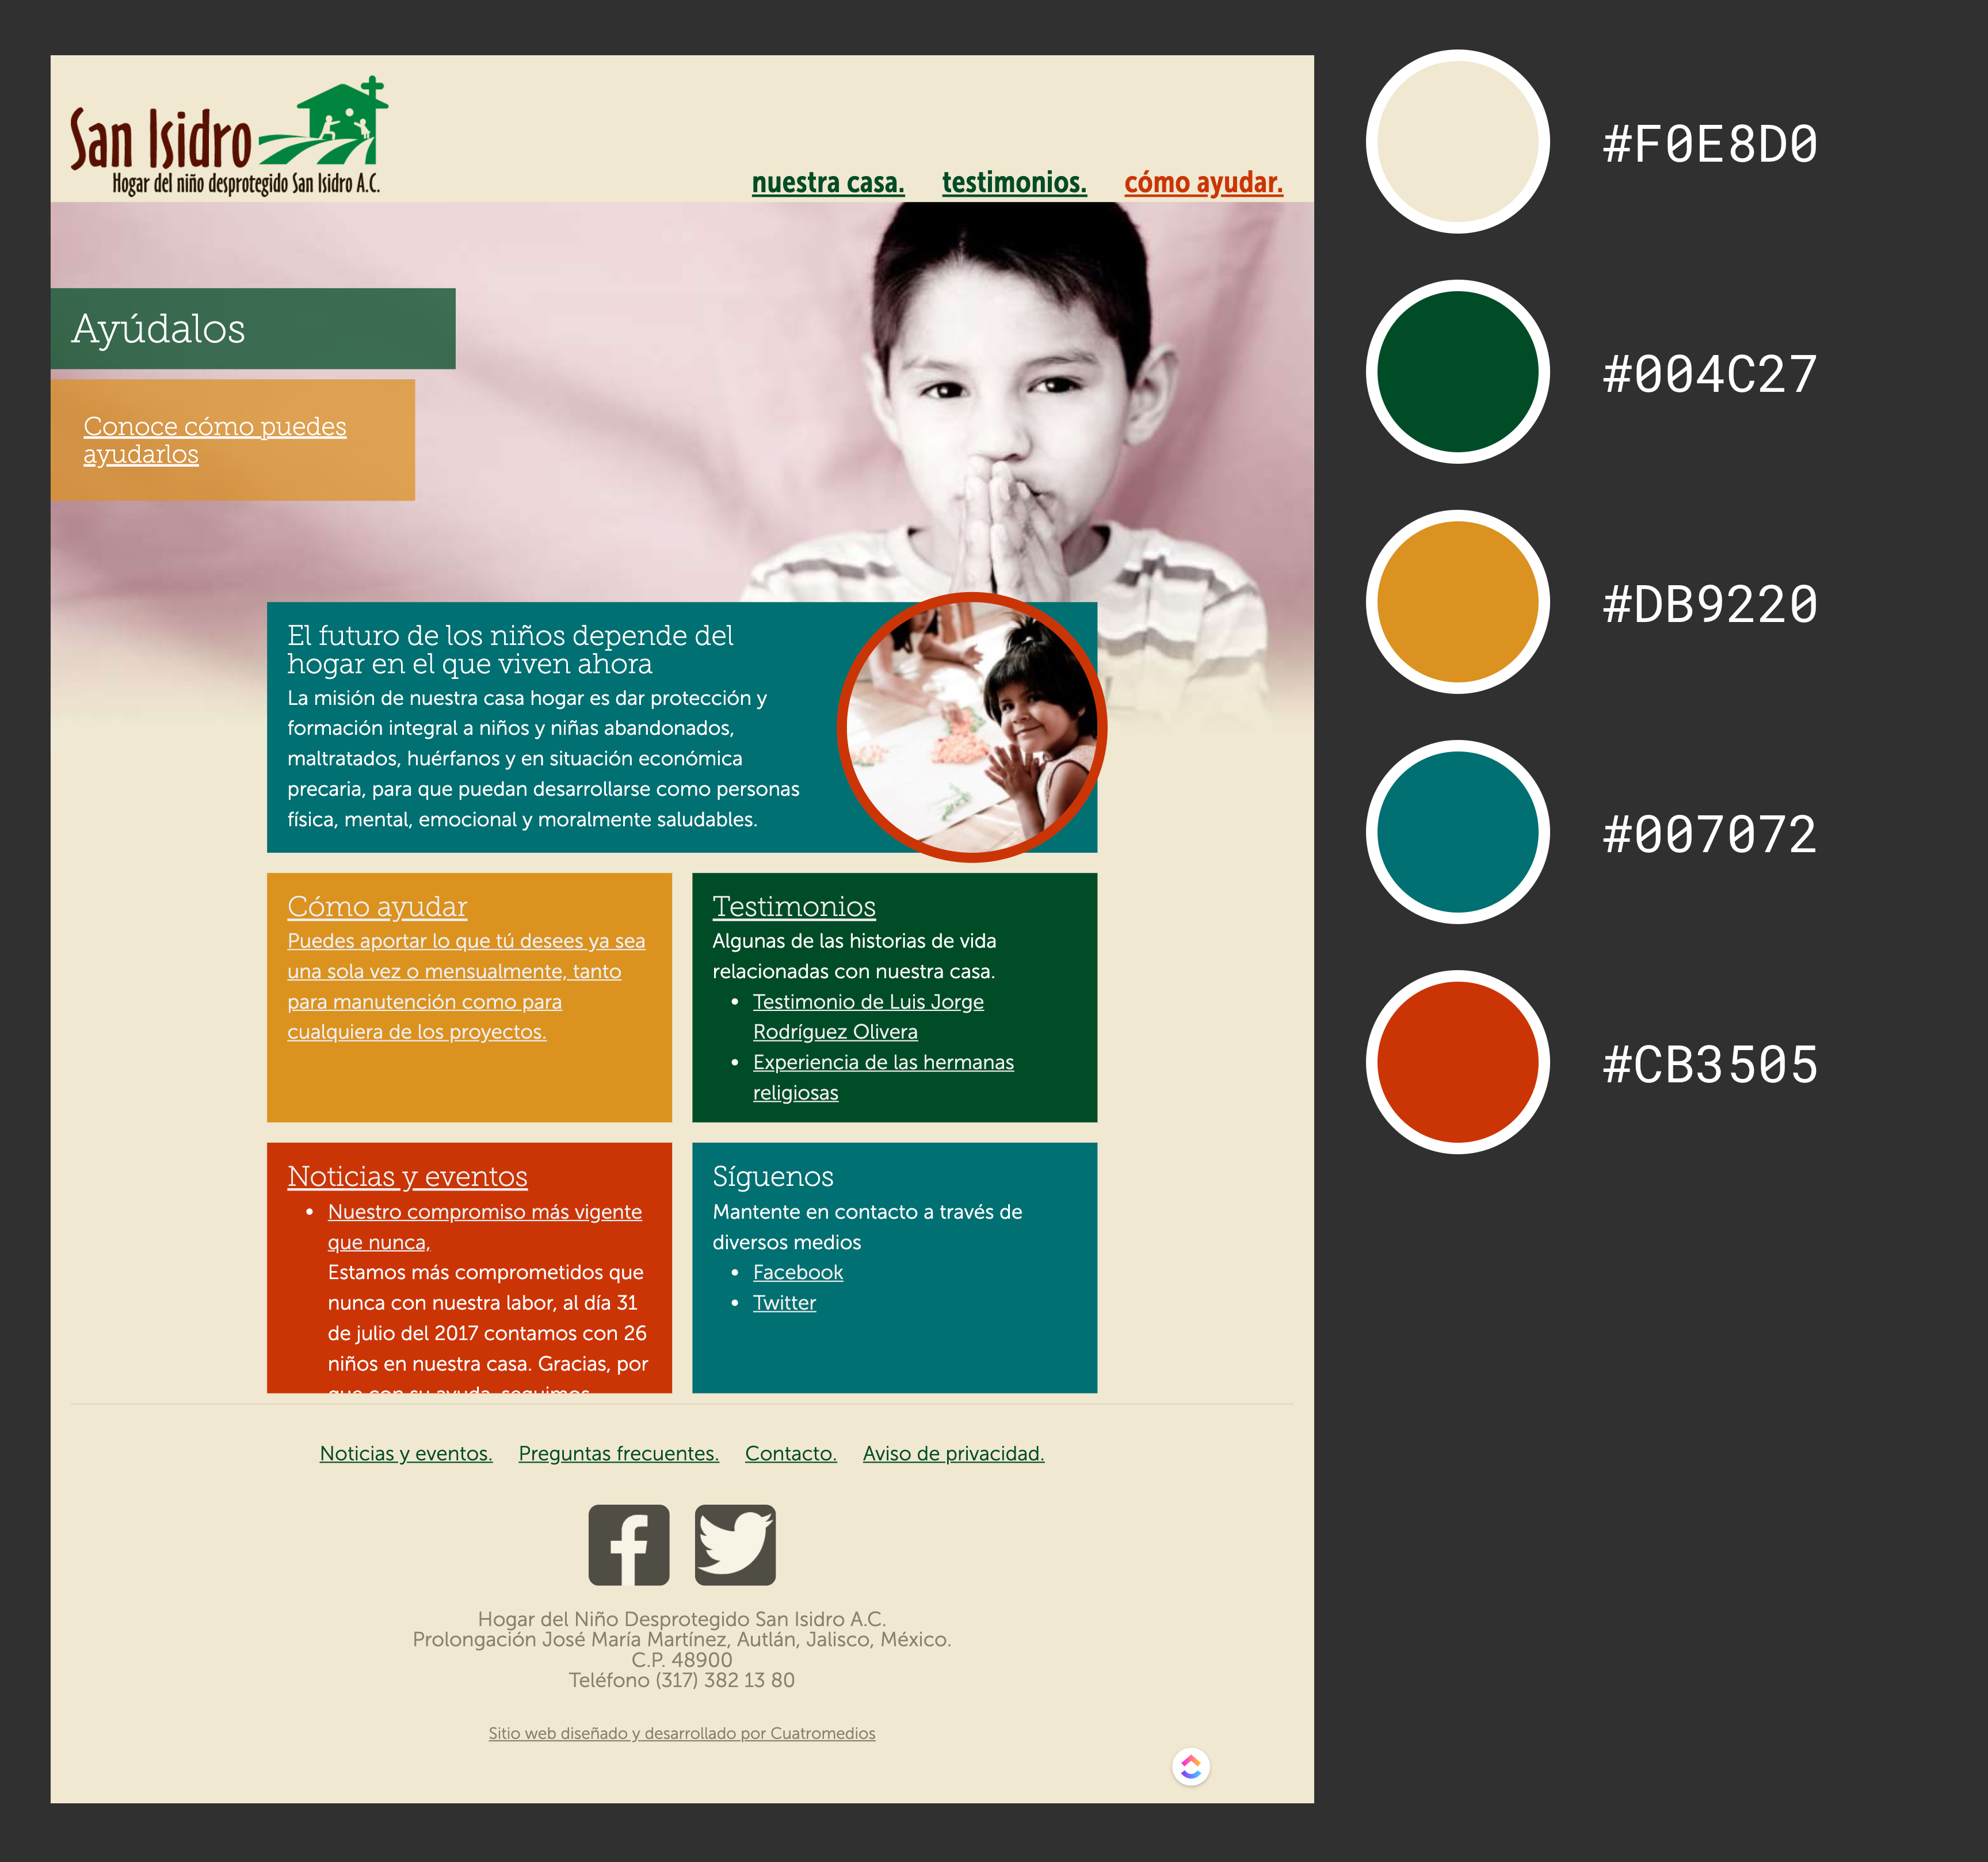 San Isidro
Hogar del niño desprotegido San Isidro A.C.
nuestra casa. testimonios. cómo ayudar.
Ayúdalos
Conoce cómo puedes
ayudarlos
El futuro de los niños depende del
hogar en el que viven ahora
La misión de nuestra casa hogar es dar protección y
formación integral a niños y niñas abandonados,
maltratados, huérfanos y en situación económica
precaria, para que puedan desarrollarse como personas
física, mental, emocional y moralmente saludables.
Cómo ayudar
Puedes aportar lo que tú desees ya sea
una sola vez o mensualmente, tanto
para manutención como para
cualquiera de los proyectos.
Testimonios
Algunas de las historias de vida
relacionadas con nuestra casa.
• Testimonio de Luis Jorge
Rodríguez Olivera
• Experiencia de las hermanas
religiosas
Noticias y eventos
• Nuestro compromiso más vigente
que nunca,
Estamos más comprometidos que
nunca con nuestra labor, al día 31
de julio del 2017 contamos con 26
niños en nuestra casa. Gracias, por
que con su ayuda, seguimos
Síguenos
Mantente en contacto a través de
diversos medios
• Facebook
• Twitter
Noticias y eventos. Preguntas frecuentes. Contacto. Aviso de privacidad.
Hogar del Niño Desprotegido San Isidro A.C.
Prolongación José María Martínez, Autlán, Jalisco, México.
C.P. 48900
Teléfono (317) 382 13 80
Sitio web diseñado y desarrollado por Cuatromedios
#F0E8D0
#004C27
#DB9220
#007072
#CB3505